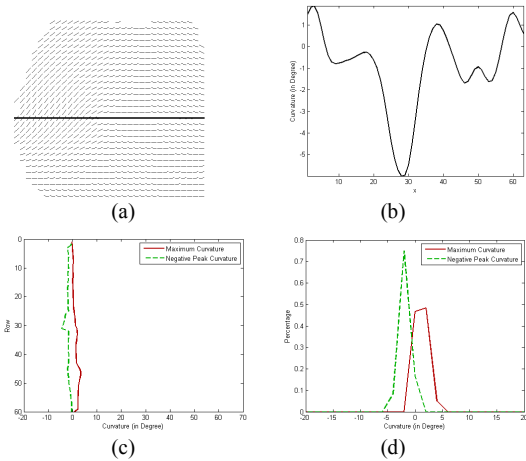 (a)
Curvature (in Degree)
1
0
-1
-2
-3
-4
-5
10 20 30 40 50 60
x
(b)
Row
0
10
20
30
40
50
60
-20 -10 0 10 20 30 40 50 60 70
Curvature (in Degree)
Maximum Curvature
Negative Peak Curvature
(c)
Percentage
0.8
0.7
0.6
0.5
0.4
0.3
0.2
0.1
0
-20 -15 -10 -5 0 5 10 15 20
Curvature (in Degree)
Maximum Curvature
Negative Peak Curvature
(d)